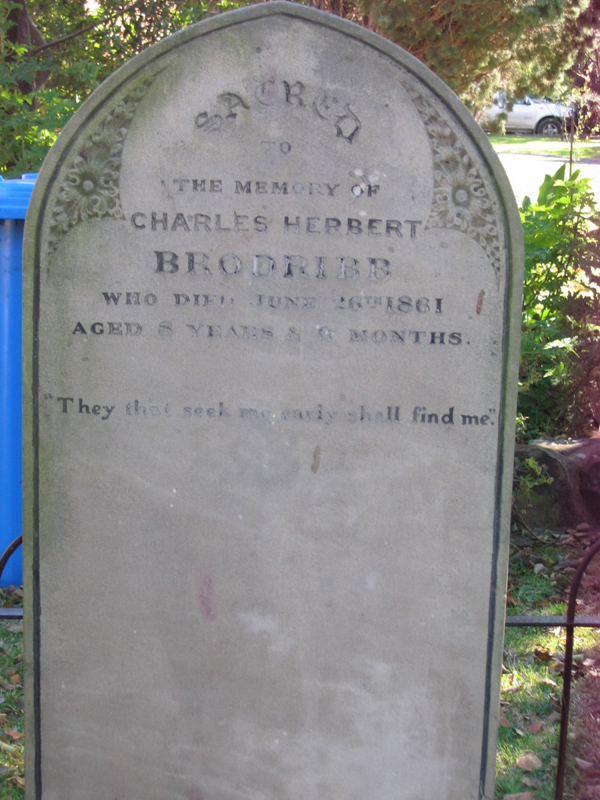 SACRED
TO
THE MEMORY OF
CHARLES HERBERT
BRODRIBB
WHO DIED JUNE 26TH 1861
AGED 8 YEARS & 9 MONTHS.
"They that seek me early shall find me."